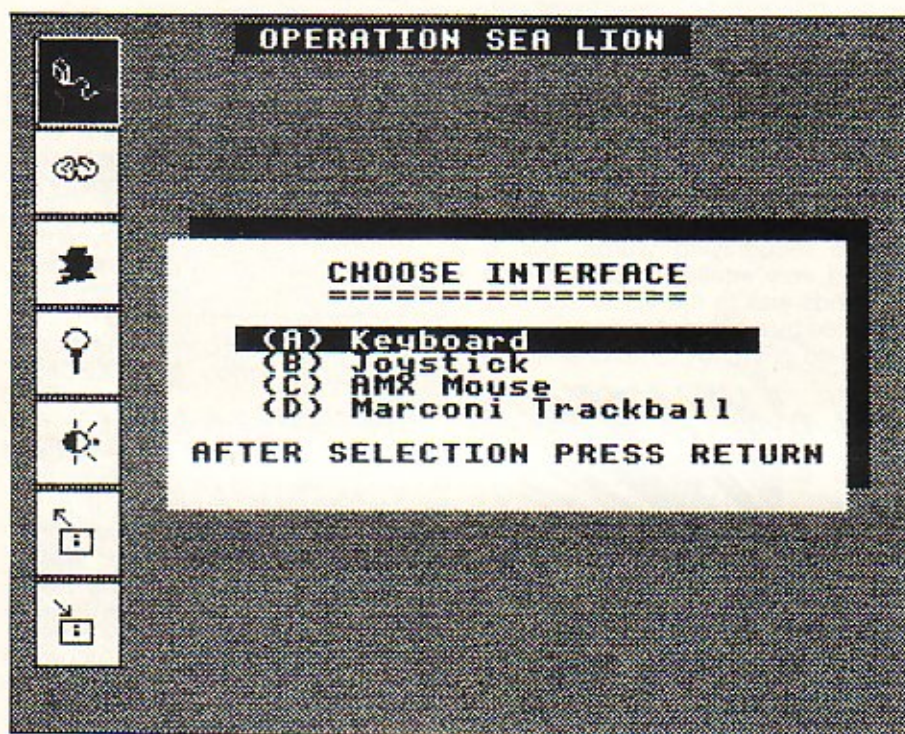 OPERATION SEA LION
CHOOSE INTERFACE
=================
(A) Keyboard
(B) Joystick
(C) AMX Mouse
(D) Marconi Trackball
AFTER SELECTION PRESS RETURN